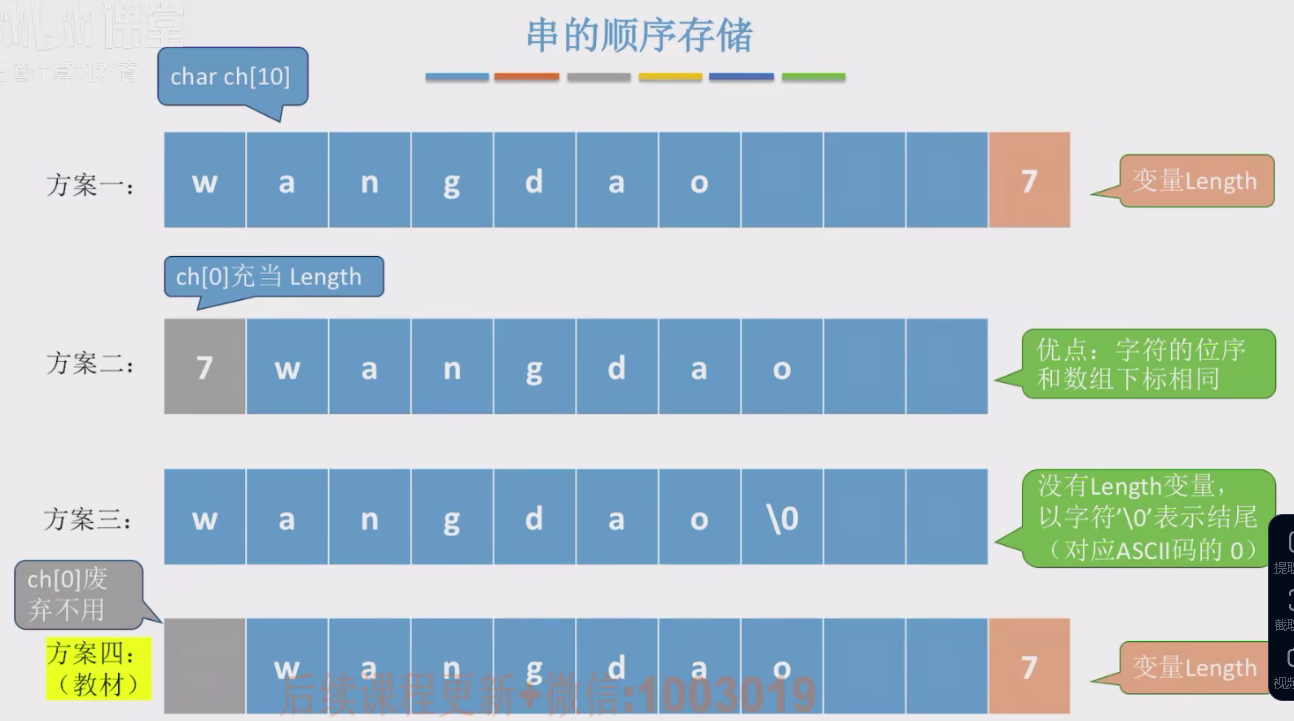 课堂
串的顺序存储
char ch[10]
方案一：
w a n g d a o 7
变量Length
ch[0]充当 Length
方案二：
7 w a n g d a o
优点：字符的位序
和数组下标相同
方案三：
w a n g d a o \0
没有Length变量，
以字符’\0’表示结尾
（对应ASCII码的 0）
ch[0]废
弃不用
方案四：
（教材）
w a n g d a o 7
变量Length
后续课程更新+微信:1003019